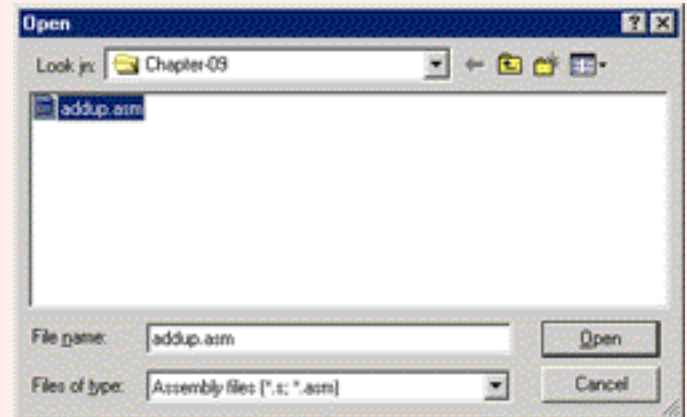 Open
Look in: Chapter-09
addup.asm
File name: addup.asm Open
Files of type: Assembly files (*.s; *.asm) Cancel